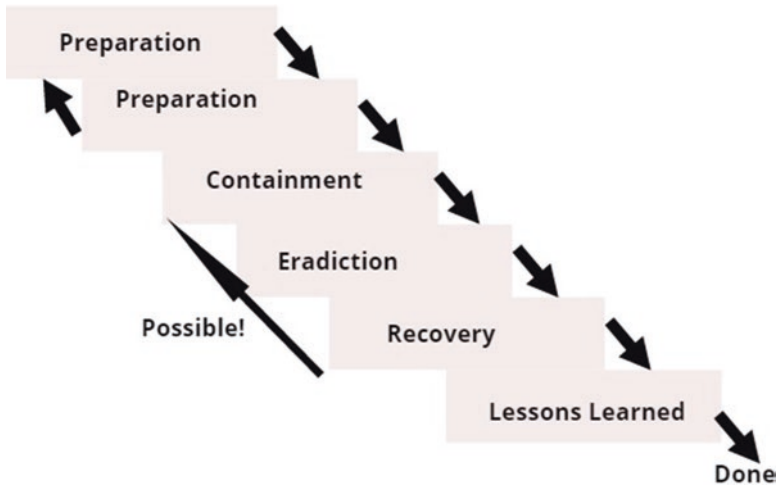 Preparation
Preparation
Containment
Eradiction
Possible!
Recovery
Lessons Learned
Done